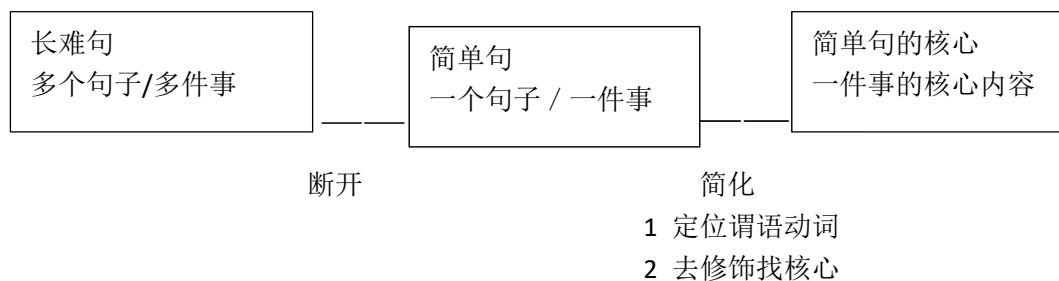 长难句
多个句子/多件事
简单句
一个句子 / 一件事
简单句的核心
一件事的核心内容
断开
简化
1 定位谓语动词
2 去修饰找核心